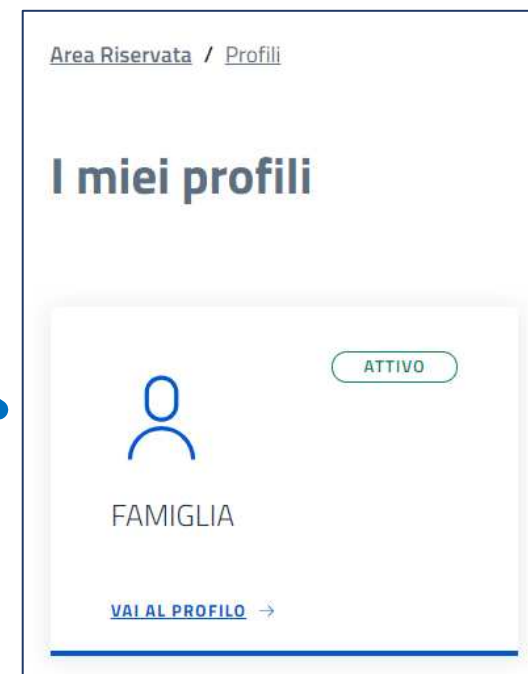 Area Riservata / Profili
I miei profili
ATTIVO
FAMIGLIA
VAI AL PROFILO →